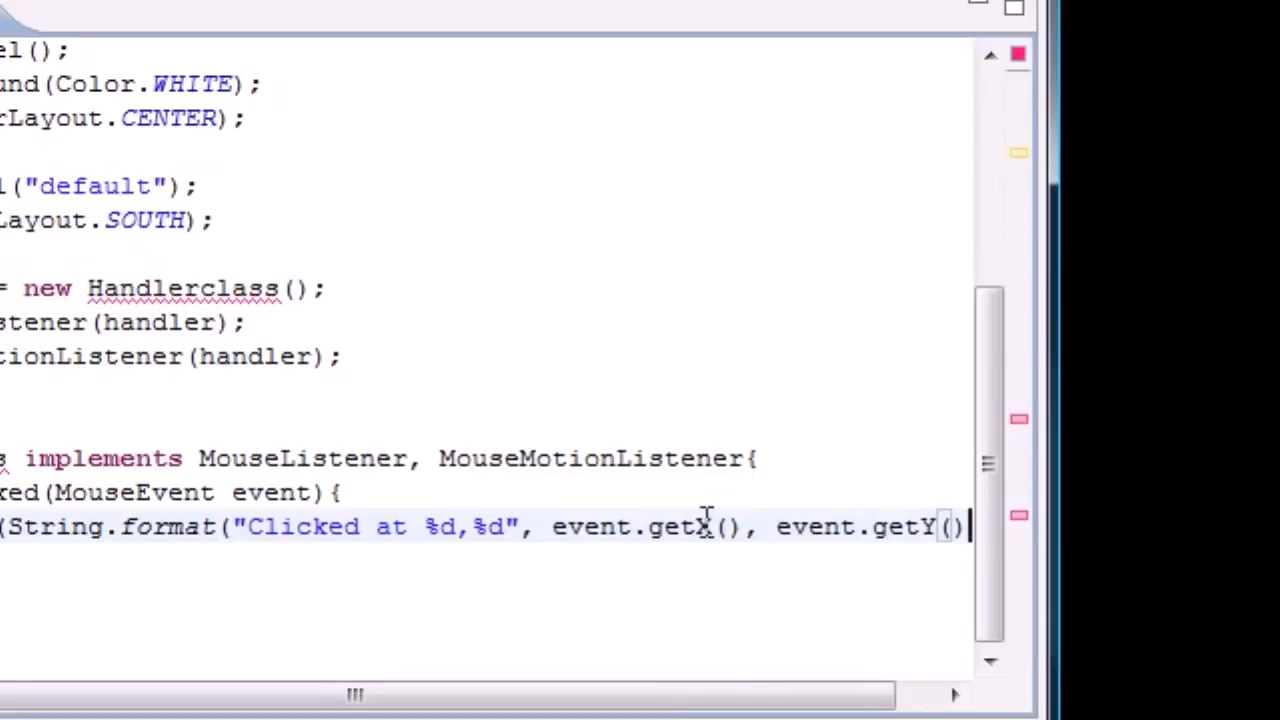 el();
und(Color.WHITE);
rLayout.CENTER);
l("default");
Layout.SOUTH);
= new Handlerclass();
stener(handler);
tionListener(handler);
s implements MouseListener, MouseMotionListener{
ked(MouseEvent event){
(String.format("Clicked at %d,%d", event.getX(), event.getY()